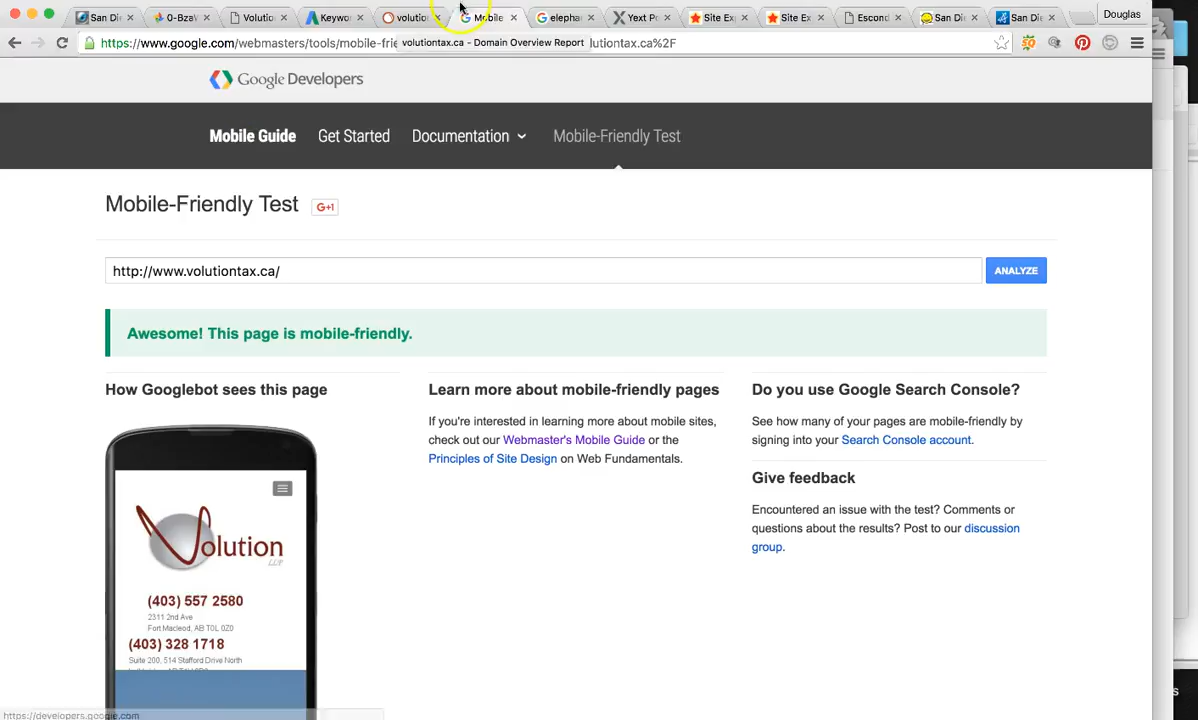 San Di
0-BzaV
Volutio
Keywo
volutio
Mobile
elepha
Yext P
Site Ex
Site Ex
Escond
San Di
San Die
Douglas
https://www.google.com/webmasters/tools/mobile-frie
lutiontax.ca%2F
volutiontax.ca - Domain Overview Report
Google Developers
Mobile Guide
Get Started
Documentation
Mobile-Friendly Test
Mobile-Friendly Test
G+1
http://www.volutiontax.ca/
ANALYZE
Awesome! This page is mobile-friendly.
How Googlebot sees this page
Learn more about mobile-friendly pages
Do you use Google Search Console?
If you're interested in learning more about mobile sites,
check out our Webmaster's Mobile Guide or the
Principles of Site Design on Web Fundamentals.
See how many of your pages are mobile-friendly by
signing into your Search Console account.
Give feedback
Encountered an issue with the test? Comments or
questions about the results? Post to our discussion
group.
Volution
LLP
(403) 557 2580
2311 2nd Ave
Fort Macleod, AB T0L 0Z0
(403) 328 1718
Suite 200, 514 Stafford Drive North
https://developers.google.com